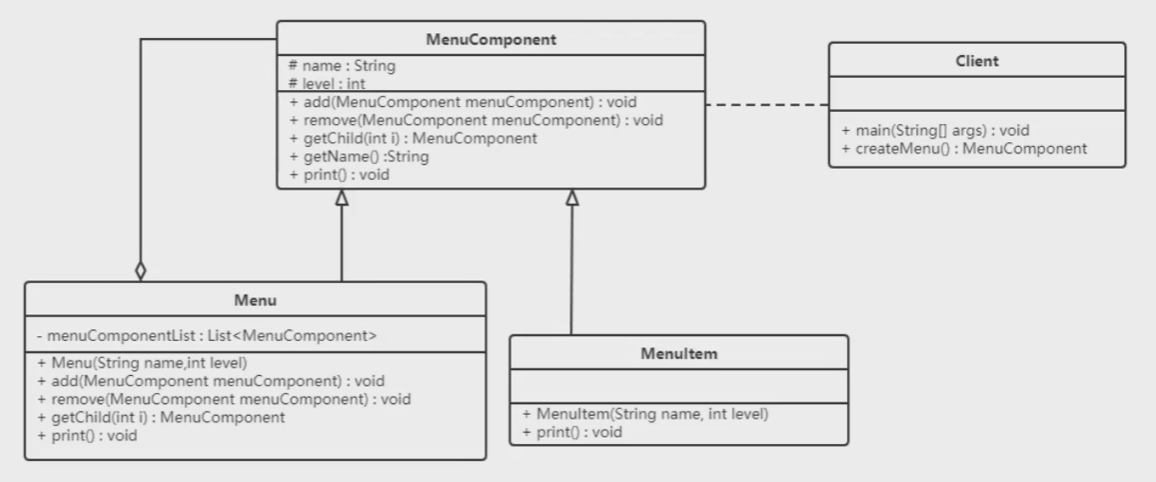 MenuComponent
# name : String
# level : int
+ add(MenuComponent menuComponent) : void
+ remove(MenuComponent menuComponent) : void
+ getChild(int i) : MenuComponent
+ getName() :String
+ print() : void
Client
+ main(String[] args) : void
+ createMenu() : MenuComponent
Menu
- menuComponentList : List<MenuComponent>
+ Menu(String name,int level)
+ add(MenuComponent menuComponent) : void
+ remove(MenuComponent menuComponent) : void
+ getChild(int i) : MenuComponent
+ print() : void
MenuItem
+ MenuItem(String name, int level)
+ print() : void